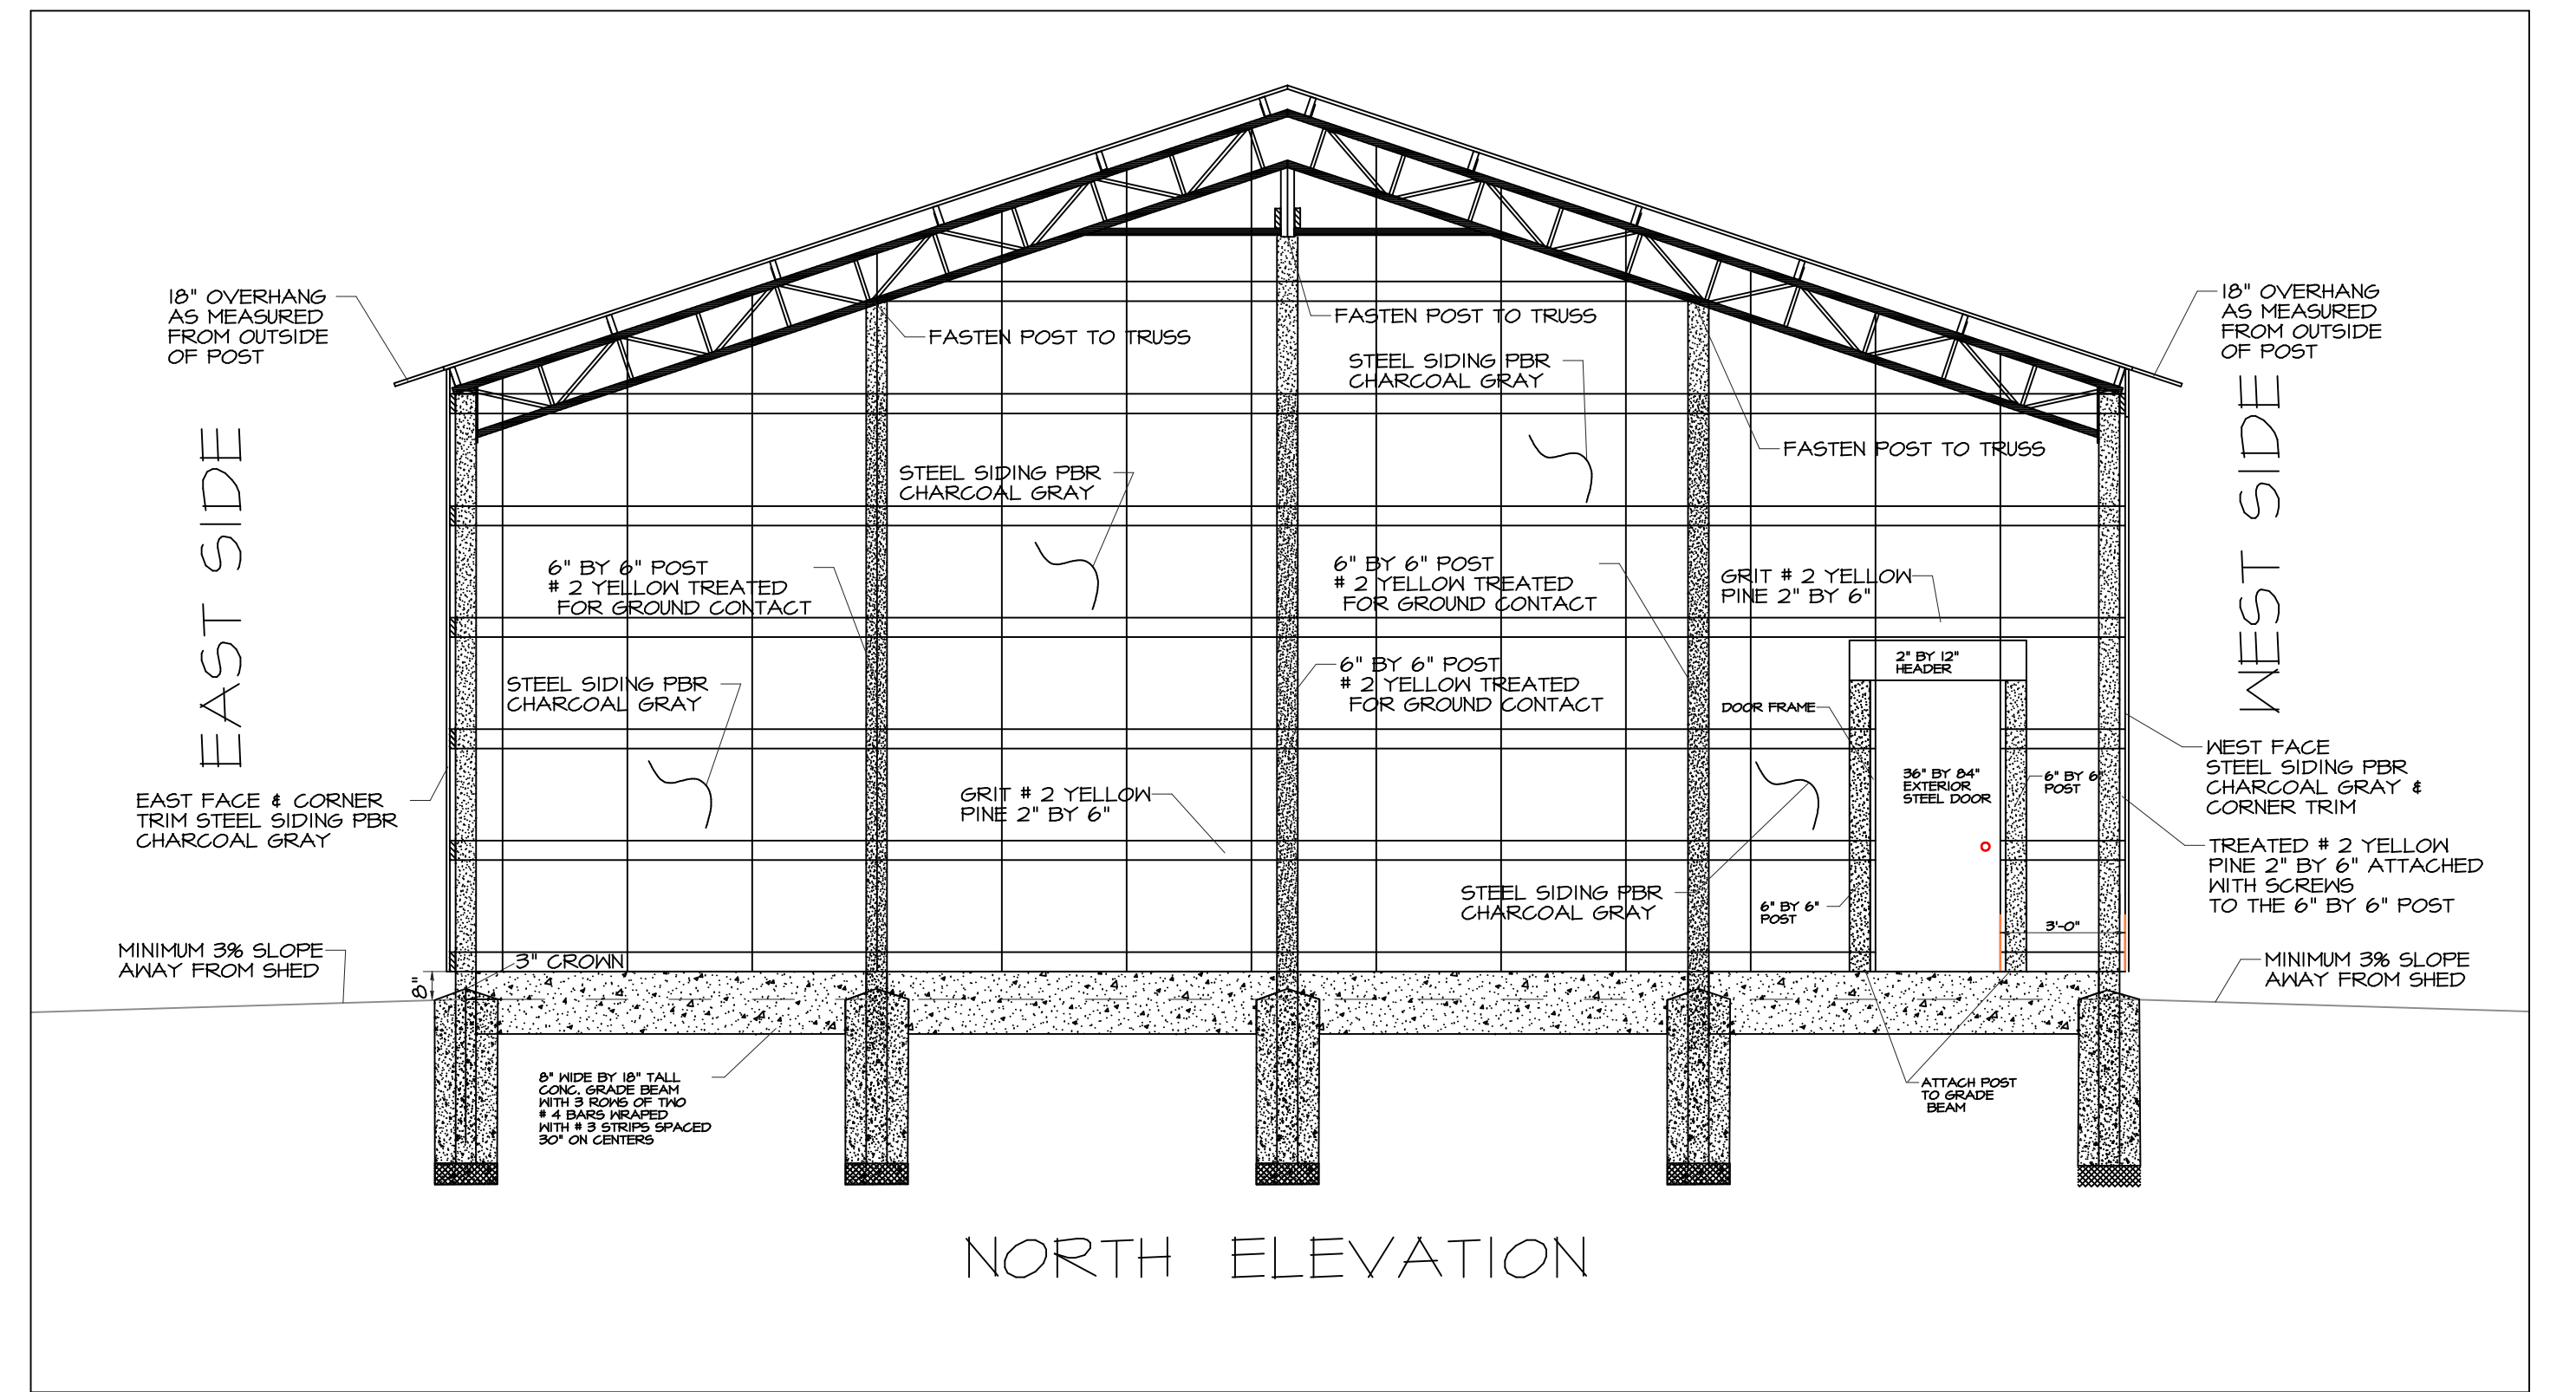 18" OVERHANG
AS MEASURED
FROM OUTSIDE
OF POST
18" OVERHANG
AS MEASURED
FROM OUTSIDE
OF POST
FASTEN POST TO TRUSS
FASTEN POST TO TRUSS
STEEL SIDING PBR
CHARCOAL GRAY
FASTEN POST TO TRUSS
EAST SIDE
WEST SIDE
STEEL SIDING PBR
CHARCOAL GRAY
6" BY 6" POST
# 2 YELLOW TREATED
FOR GROUND CONTACT
6" BY 6" POST
# 2 YELLOW TREATED
FOR GROUND CONTACT
GRIT # 2 YELLOW
PINE 2" BY 6"
2" BY 12"
HEADER
STEEL SIDING PBR
CHARCOAL GRAY
6" BY 6" POST
# 2 YELLOW TREATED
FOR GROUND CONTACT
DOOR FRAME
WEST FACE
STEEL SIDING PBR
CHARCOAL GRAY &
CORNER TRIM
36" BY 84"
EXTERIOR
STEEL DOOR
6" BY 6"
POST
EAST FACE & CORNER
TRIM STEEL SIDING PBR
CHARCOAL GRAY
GRIT # 2 YELLOW
PINE 2" BY 6"
TREATED # 2 YELLOW
PINE 2" BY 6" ATTACHED
WITH SCREWS
TO THE 6" BY 6" POST
STEEL SIDING PBR
CHARCOAL GRAY
6" BY 6"
POST
3'-0"
MINIMUM 3% SLOPE
AWAY FROM SHED
3" CROWN
8"
MINIMUM 3% SLOPE
AWAY FROM SHED
8" WIDE BY 18" TALL
CONC. GRADE BEAM
WITH 3 ROWS OF TWO
# 4 BARS WRAPED
WITH # 3 STRIPS SPACED
30" ON CENTERS
ATTACH POST
TO GRADE
BEAM
NORTH ELEVATION